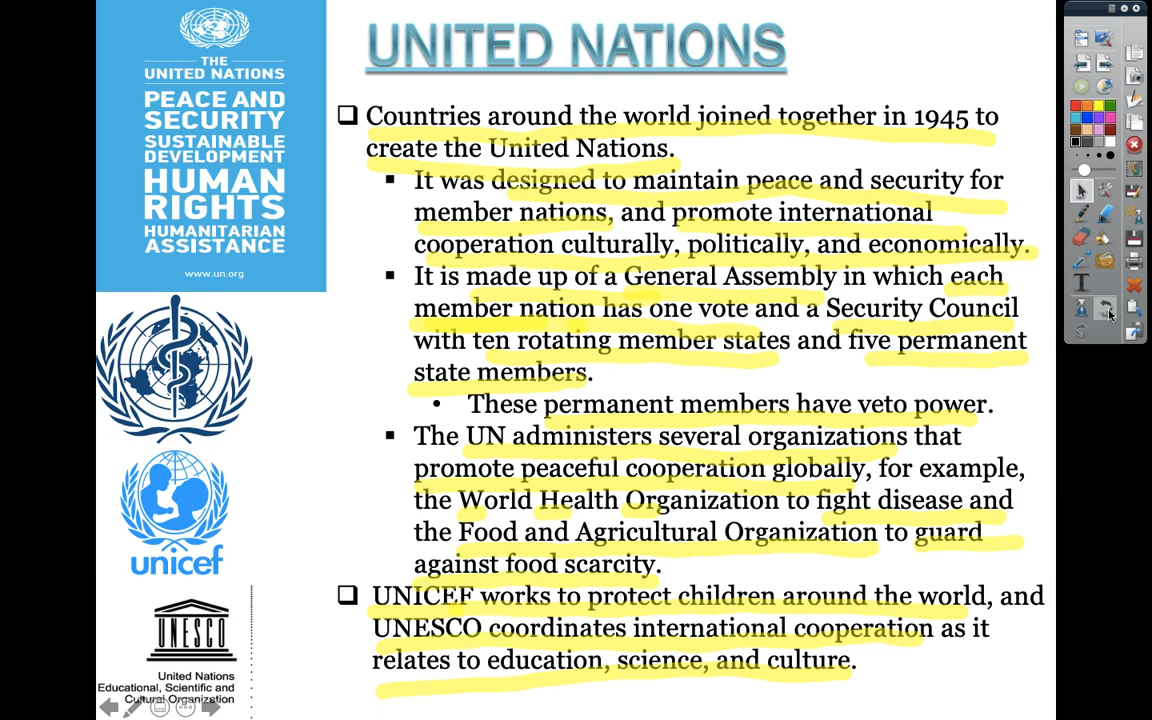 THE
UNITED NATIONS
PEACE AND
SECURITY
SUSTAINABLE
DEVELOPMENT
HUMAN
RIGHTS
HUMANITARIAN
ASSISTANCE
www.un.org
unicef
UNESCO
United Nations
Educational, Scientific and
Cultural Organization
UNITED NATIONS
Countries around the world joined together in 1945 to
create the United Nations.
It was designed to maintain peace and security for
member nations, and promote international
cooperation culturally, politically, and economically.
It is made up of a General Assembly in which each
member nation has one vote and a Security Council
with ten rotating member states and five permanent
state members.
These permanent members have veto power.
The UN administers several organizations that
promote peaceful cooperation globally, for example,
the World Health Organization to fight disease and
the Food and Agricultural Organization to guard
against food scarcity.
UNICEF works to protect children around the world, and
UNESCO coordinates international cooperation as it
relates to education, science, and culture.
T